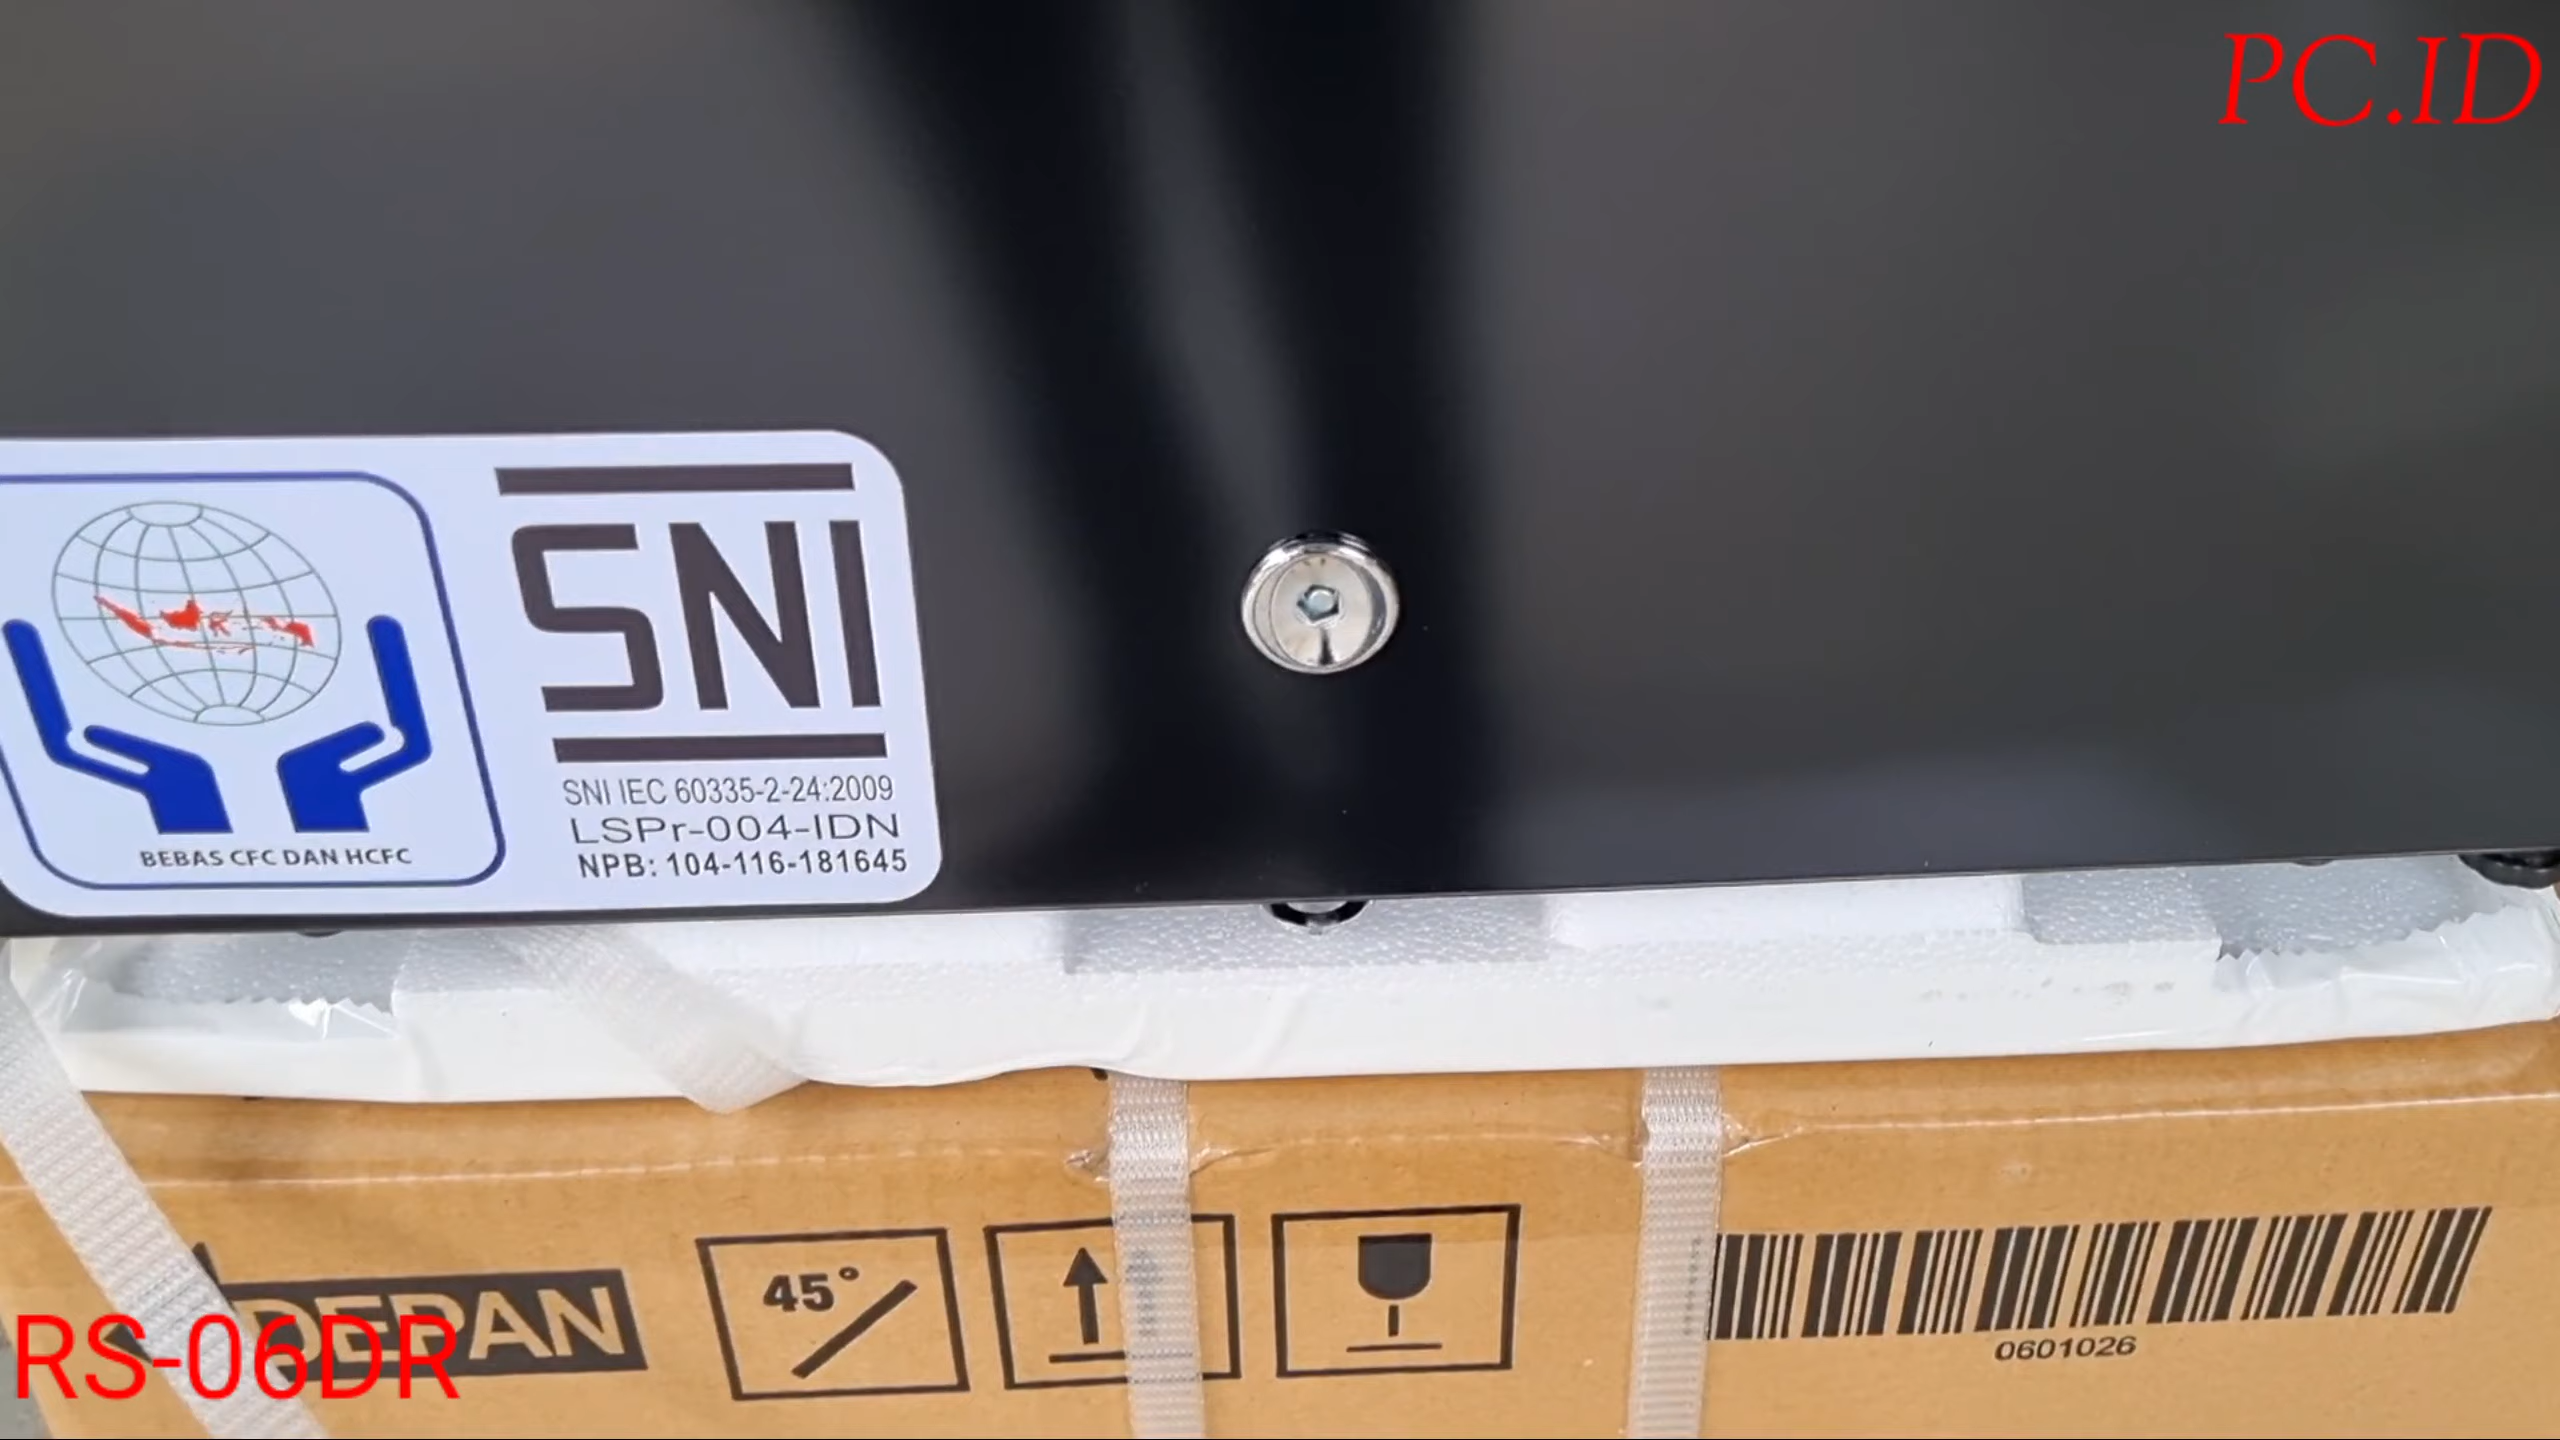 PC.ID
SNI
SNI IEC 60335-2-24:2009
LSPr-004-IDN
NPB: 104-116-181645
BEBAS CFC DAN HCFC
DEPAN
45°
0601026
RS-06DR